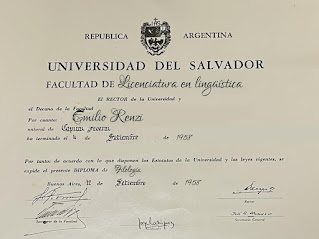 REPUBLICA ARGENTINA
UNIVERSIDAD DEL SALVADOR
FACULTAD DE Licenciatura en lingüística
El RECTOR de la Universidad y
el Decano de la Facultad
Por cuanto: Emilio Renzi
natural de Capital Federal
ha terminado el 4 de Setiembre de 1958
Por tanto: de acuerdo con lo que disponen los Estatutos de la Universidad y las leyes vigentes, se
expide el presente DIPLOMA de Filología
Buenos Aires, 12 de Setiembre de 1958
Secretario de la Facultad
Secretario General